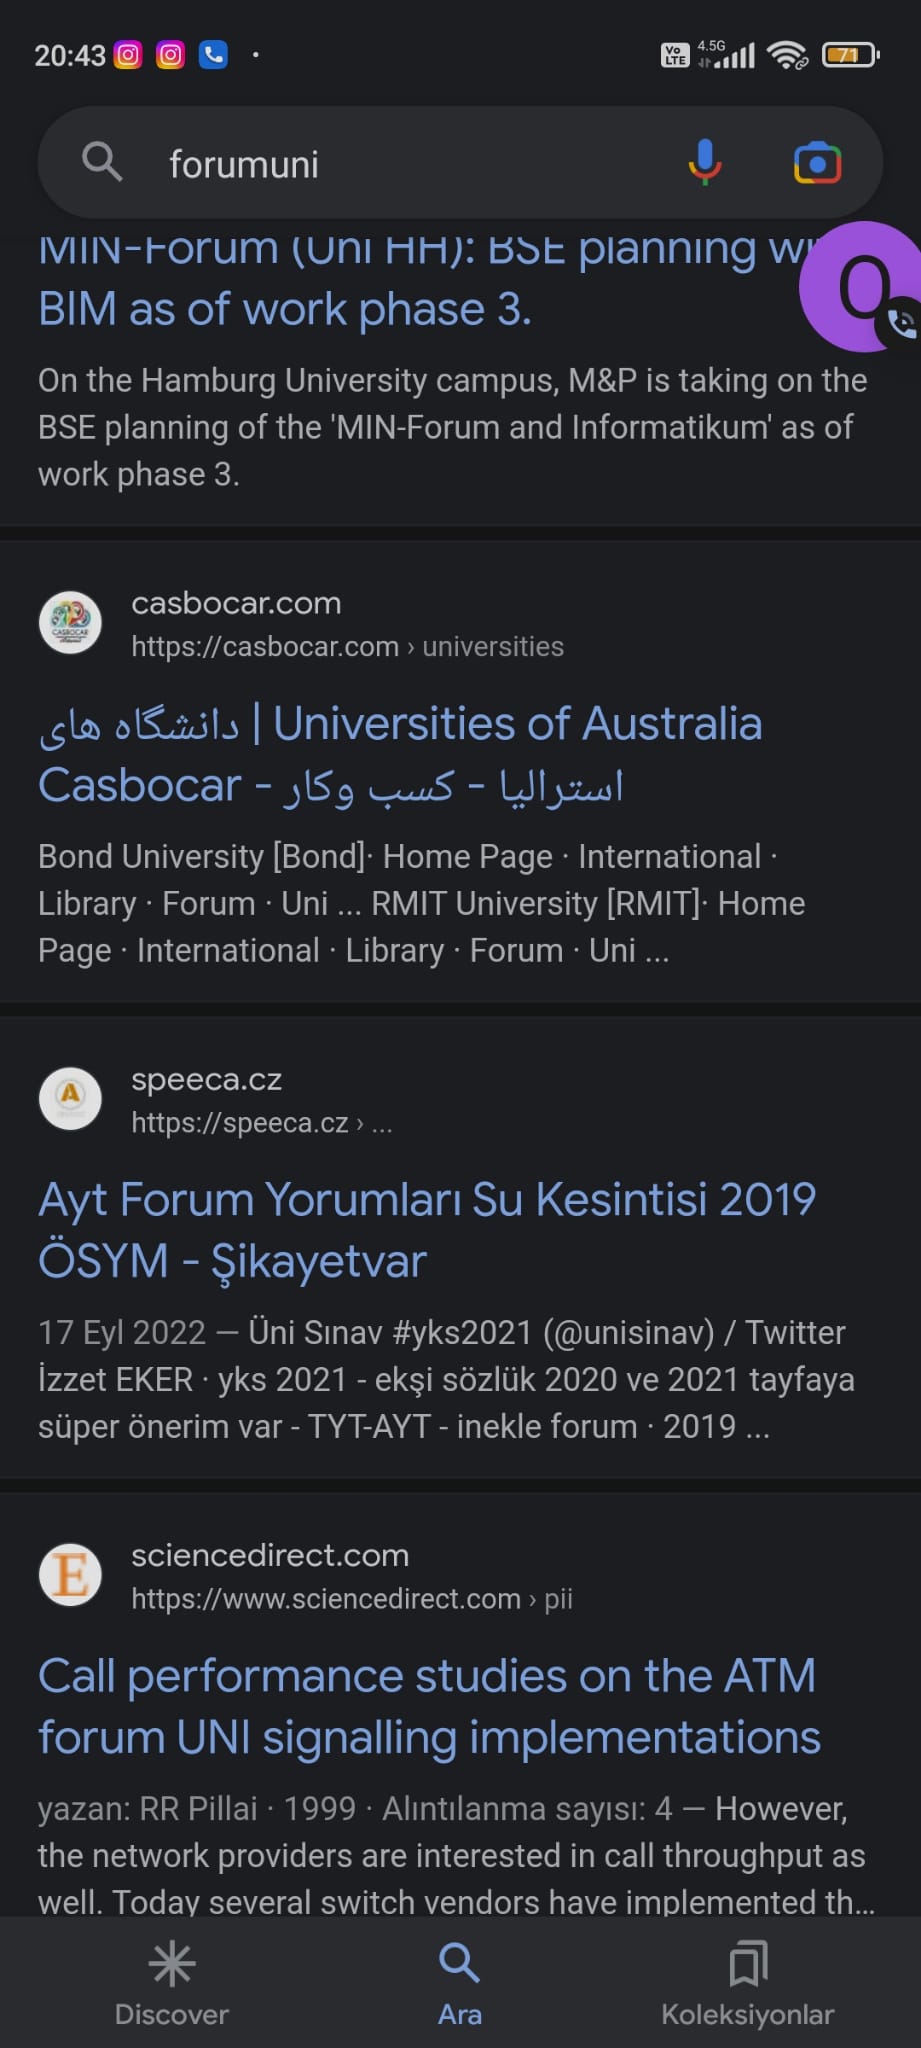 20:43
Vo LTE 4.5G 71
forumuni
MIN-Forum (Uni HH): BSE planning wi
BIM as of work phase 3.
O
On the Hamburg University campus, M&P is taking on the
BSE planning of the 'MIN-Forum and Informatikum' as of
work phase 3.
casbocar.com
https://casbocar.com › universities
دانشگاه های | Universities of Australia
Casbocar - استرالیا - کسب وکار
Bond University [Bond]· Home Page · International ·
Library · Forum · Uni ... RMIT University [RMIT]· Home
Page · International · Library · Forum · Uni ...
speeca.cz
https://speeca.cz › ...
Ayt Forum Yorumları Su Kesintisi 2019
ÖSYM - Şikayetvar
17 Eyl 2022 — Üni Sınav #yks2021 (@unisinav) / Twitter
İzzet EKER · yks 2021 - ekşi sözlük 2020 ve 2021 tayfaya
süper önerim var - TYT-AYT - inekle forum · 2019 ...
E
sciencedirect.com
https://www.sciencedirect.com › pii
Call performance studies on the ATM
forum UNI signalling implementations
yazan: RR Pillai · 1999 · Alıntılanma sayısı: 4 — However,
the network providers are interested in call throughput as
well. Today several switch vendors have implemented th...
Discover
Ara
Koleksiyonlar